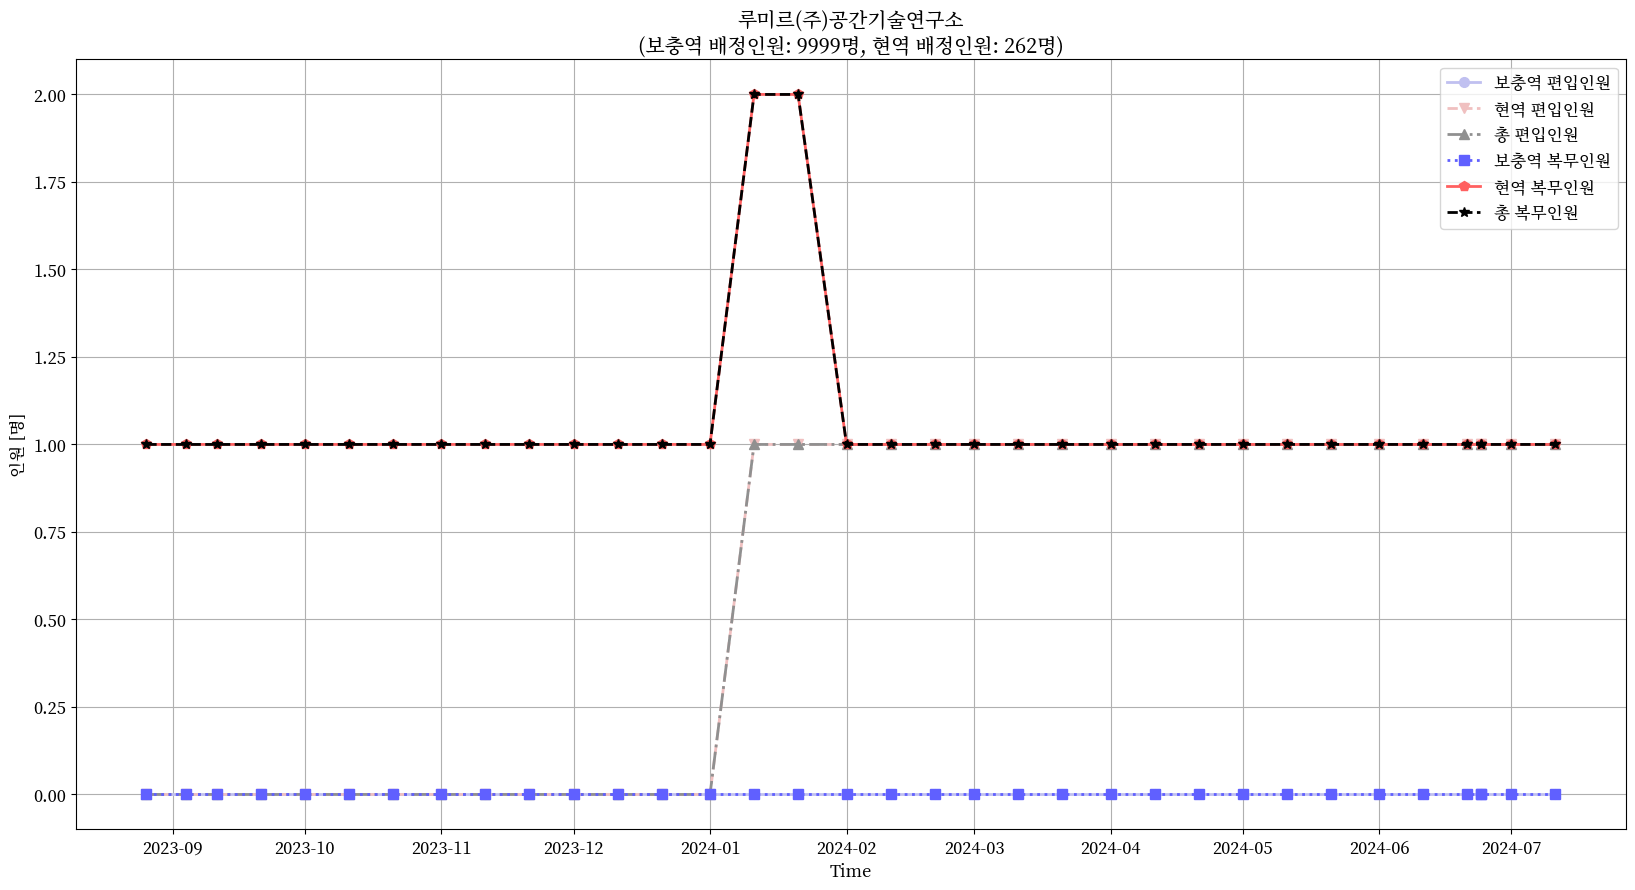 루미르(주)공간기술연구소
(보충역 배정인원: 9999명, 현역 배정인원: 262명)
보충역 편입인원
현역 편입인원
총 편입인원
보충역 복무인원
현역 복무인원
총 복무인원
2.00
1.75
1.50
1.25
1.00
0.75
0.50
0.25
0.00
인원 [명]
2023-09 2023-10 2023-11 2023-12 2024-01 2024-02 2024-03 2024-04 2024-05 2024-06 2024-07
Time